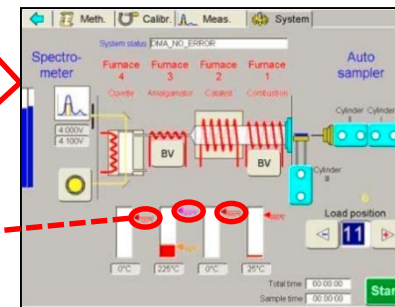 Meth. Calibr. Meas. System
System status DMA_NO_ERROR
Spectro-
meter
Furnace
4
Furnace
3
Furnace
2
Furnace
1
Auto
sampler
Cuvette Amalgamator Catalyst Combustion
Cylinder Cylinder
4.000V
4.100V
BV
BV
Cylinder
III
Load position
11
0°C 225°C 0°C 25°C
Total time 00:00:00
Sample time 00:00:00
Star